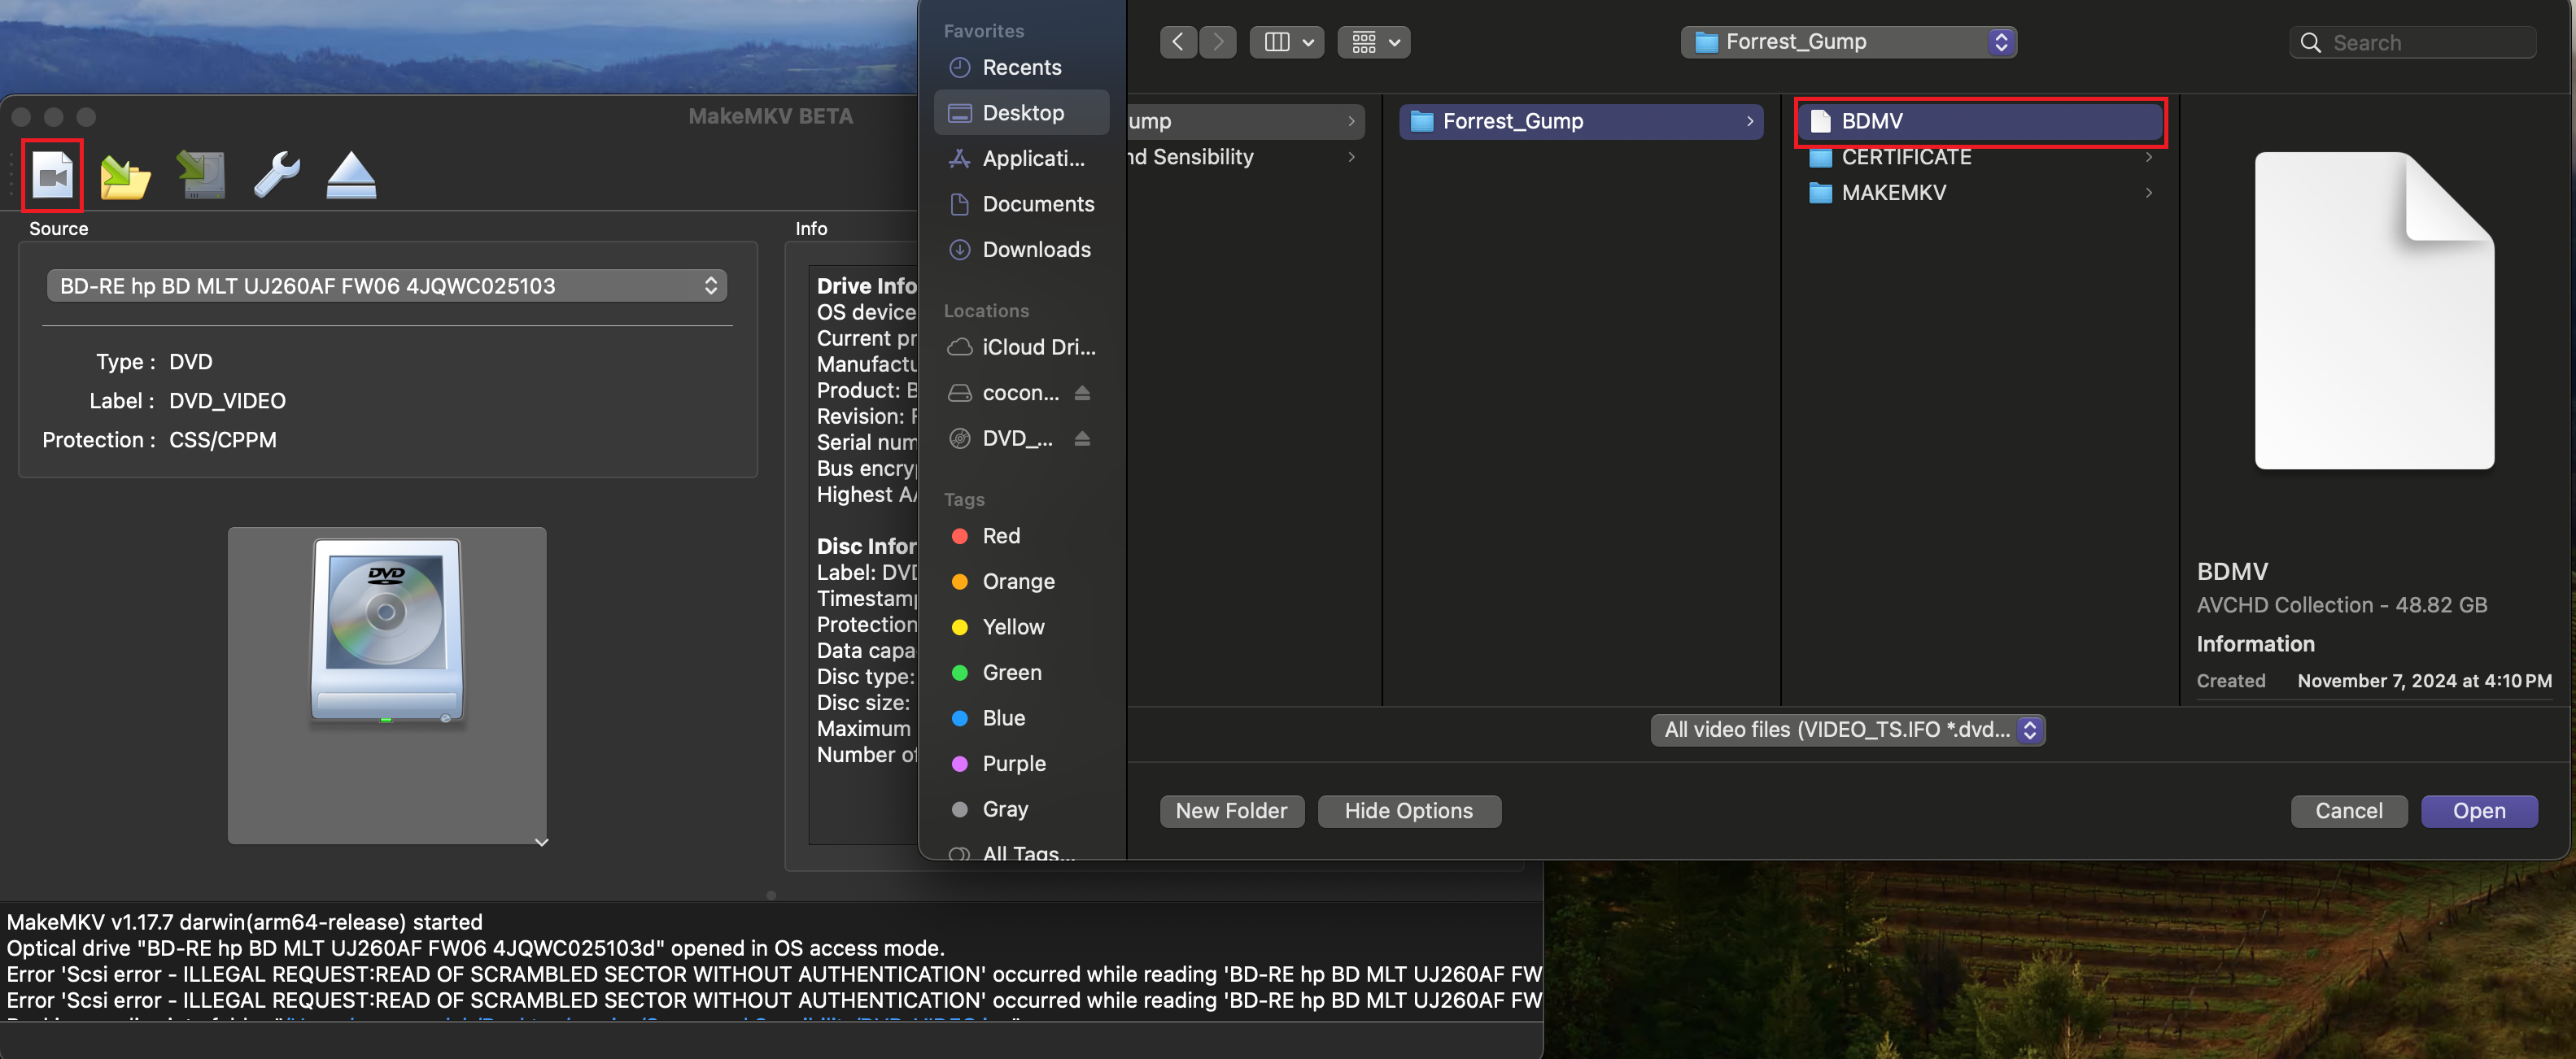 MakeMKV BETA
Source
BD-RE hp BD MLT UJ260AF FW06 4JQWC025103
Type : DVD
Label : DVD_VIDEO
Protection : CSS/CPPM
DVD
Info
Drive Info
OS device
Current pr
Manufactu
Product: B
Revision: F
Serial num
Bus encry
Highest AA
Disc Infor
Label: DVD
Timestamp
Protection
Data capa
Disc type:
Disc size:
Maximum
Number of
MakeMKV v1.17.7 darwin(arm64-release) started
Optical drive "BD-RE hp BD MLT UJ260AF FW06 4JQWC025103d" opened in OS access mode.
Error 'Scsi error - ILLEGAL REQUEST:READ OF SCRAMBLED SECTOR WITHOUT AUTHENTICATION' occurred while reading 'BD-RE hp BD MLT UJ260AF FW
Error 'Scsi error - ILLEGAL REQUEST:READ OF SCRAMBLED SECTOR WITHOUT AUTHENTICATION' occurred while reading 'BD-RE hp BD MLT UJ260AF FW
Favorites
Recents
Desktop
Applicati...
Documents
Downloads
Locations
iCloud Dri...
cocon...
DVD_...
Tags
Red
Orange
Yellow
Green
Blue
Purple
Gray
All Tags...
Forrest_Gump
Search
ump
nd Sensibility
Forrest_Gump
BDMV
CERTIFICATE
MAKEMKV
BDMV
AVCHD Collection - 48.82 GB
Information
Created November 7, 2024 at 4:10 PM
All video files (VIDEO_TS.IFO *.dvd...
New Folder
Hide Options
Cancel
Open